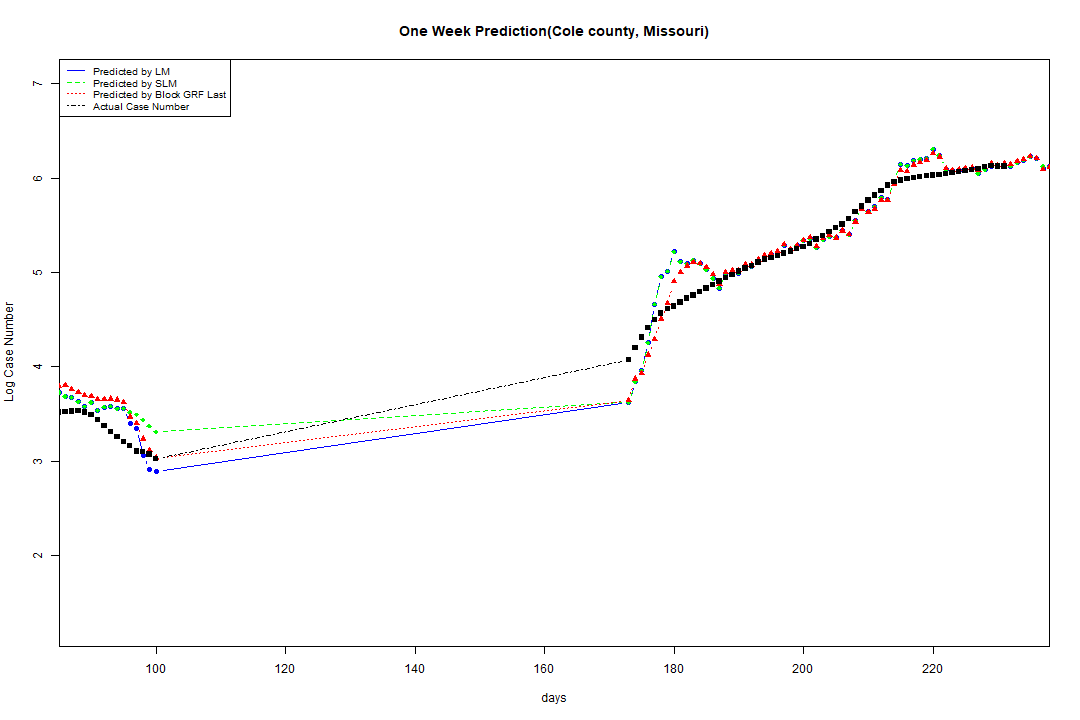 One Week Prediction(Cole county, Missouri)
Predicted by LM
Predicted by SLM
Predicted by Block GRF Last
Actual Case Number
7
6
5
4
3
2
Log Case Number
100 120 140 160 180 200 220
days